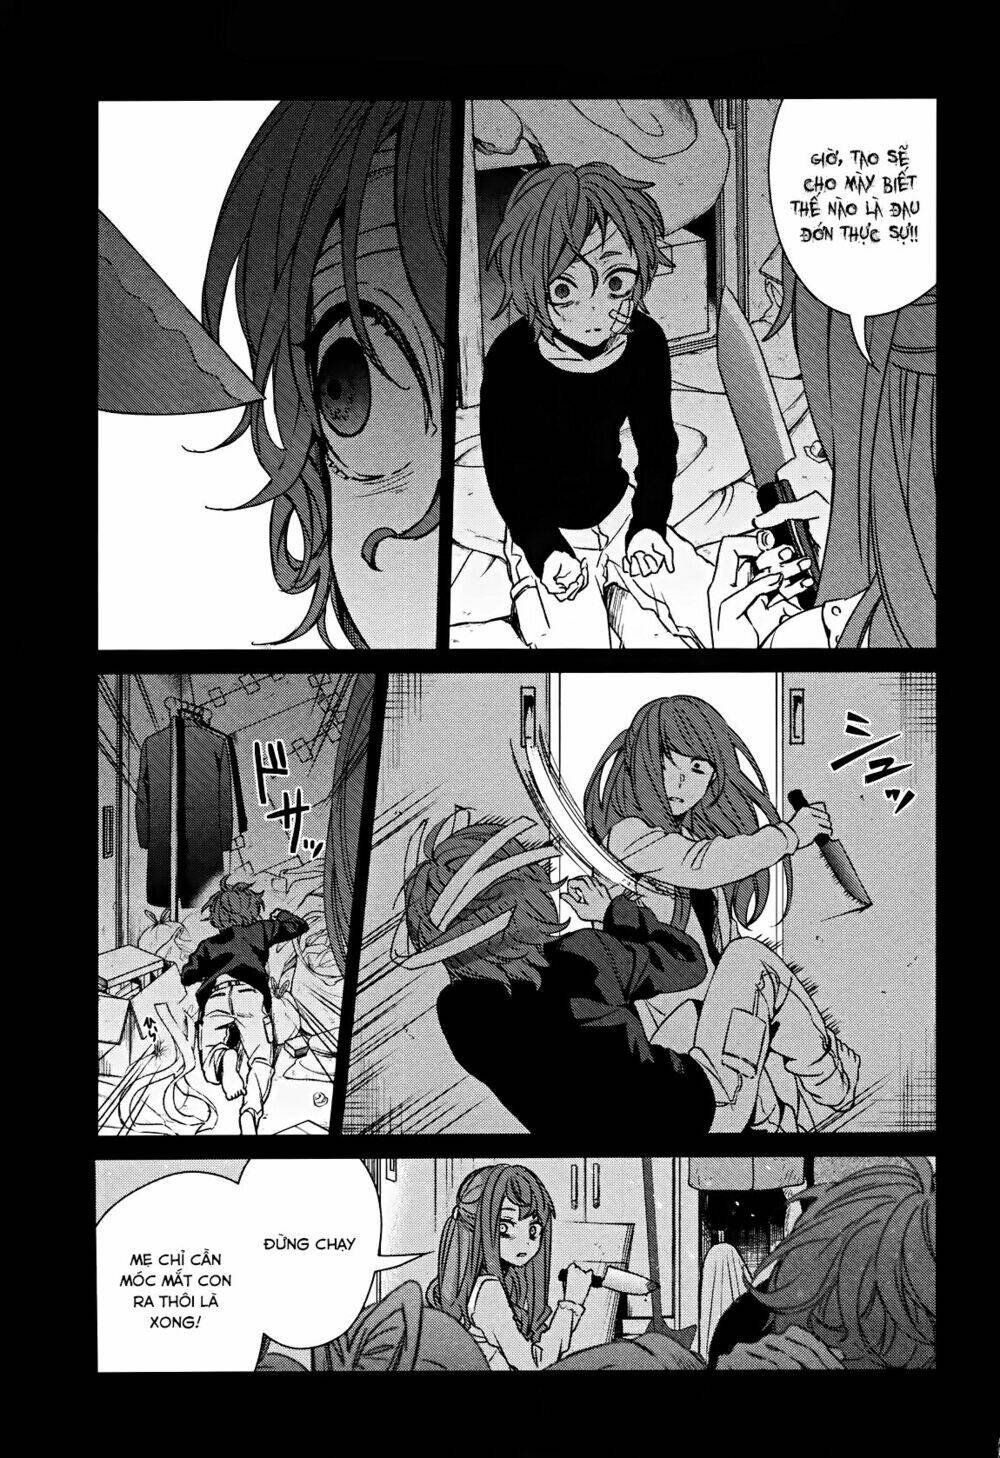 GIỜ, TAO SẼ
CHO MÀY BIẾT
THẾ NÀO LÀ ĐAU
ĐỚN THỰC SỰ!!
シュッ
ドサッ
ĐỪNG CHẠY
MẸ CHỈ CẦN
MÓC MẮT CON
RA THÔI LÀ
XONG!